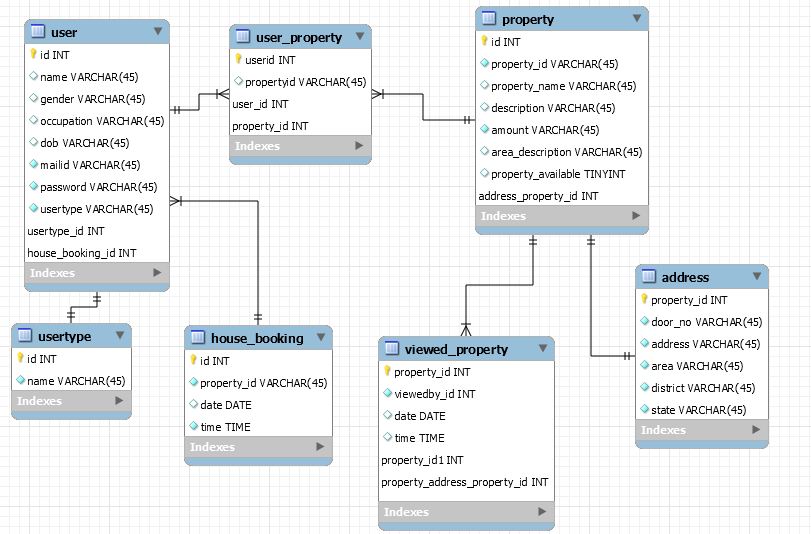 user
id INT
name VARCHAR(45)
gender VARCHAR(45)
occupation VARCHAR(45)
dob VARCHAR(45)
mailid VARCHAR(45)
password VARCHAR(45)
usertype VARCHAR(45)
usertype_id INT
house_booking_id INT
Indexes
user_property
userid INT
propertyid VARCHAR(45)
user_id INT
property_id INT
Indexes
property
id INT
property_id VARCHAR(45)
property_name VARCHAR(45)
description VARCHAR(45)
amount VARCHAR(45)
area_description VARCHAR(45)
property_available TINYINT
address_property_id INT
Indexes
usertype
id INT
name VARCHAR(45)
Indexes
house_booking
id INT
property_id VARCHAR(45)
date DATE
time TIME
Indexes
viewed_property
property_id INT
viewedby_id INT
date DATE
time TIME
property_id1 INT
property_address_property_id INT
Indexes
address
property_id INT
door_no VARCHAR(45)
address VARCHAR(45)
area VARCHAR(45)
district VARCHAR(45)
state VARCHAR(45)
Indexes